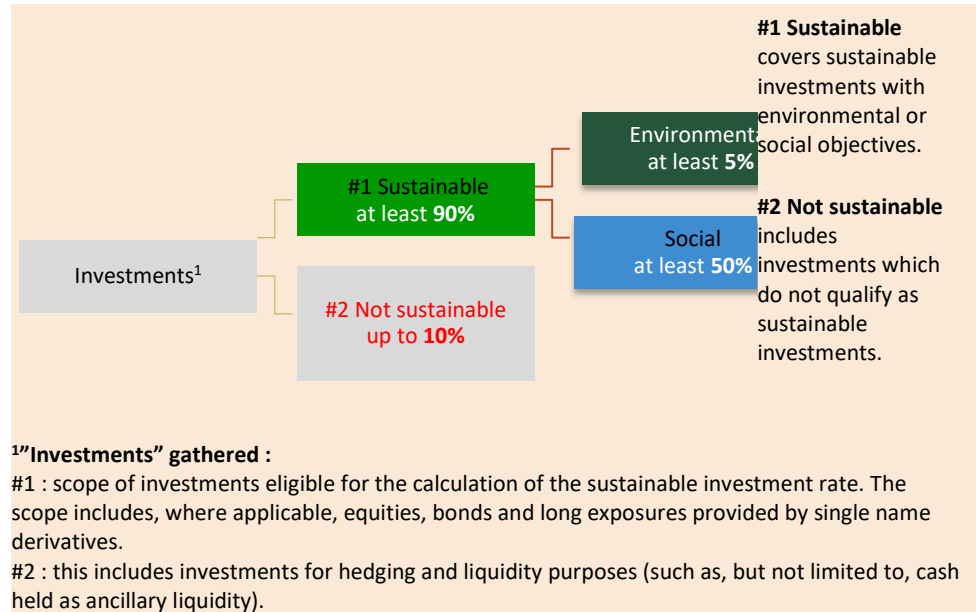 #1 Sustainable
covers sustainable
investments with
environmental or
social objectives.
#2 Not sustainable
includes
investments which
do not qualify as
sustainable
investments.
Environmenta
at least 5%
#1 Sustainable
at least 90%
Social
at least 50%
Investments¹
#2 Not sustainable
up to 10%
¹”Investments” gathered :
#1 : scope of investments eligible for the calculation of the sustainable investment rate. The
scope includes, where applicable, equities, bonds and long exposures provided by single name
derivatives.
#2 : this includes investments for hedging and liquidity purposes (such as, but not limited to, cash
held as ancillary liquidity).